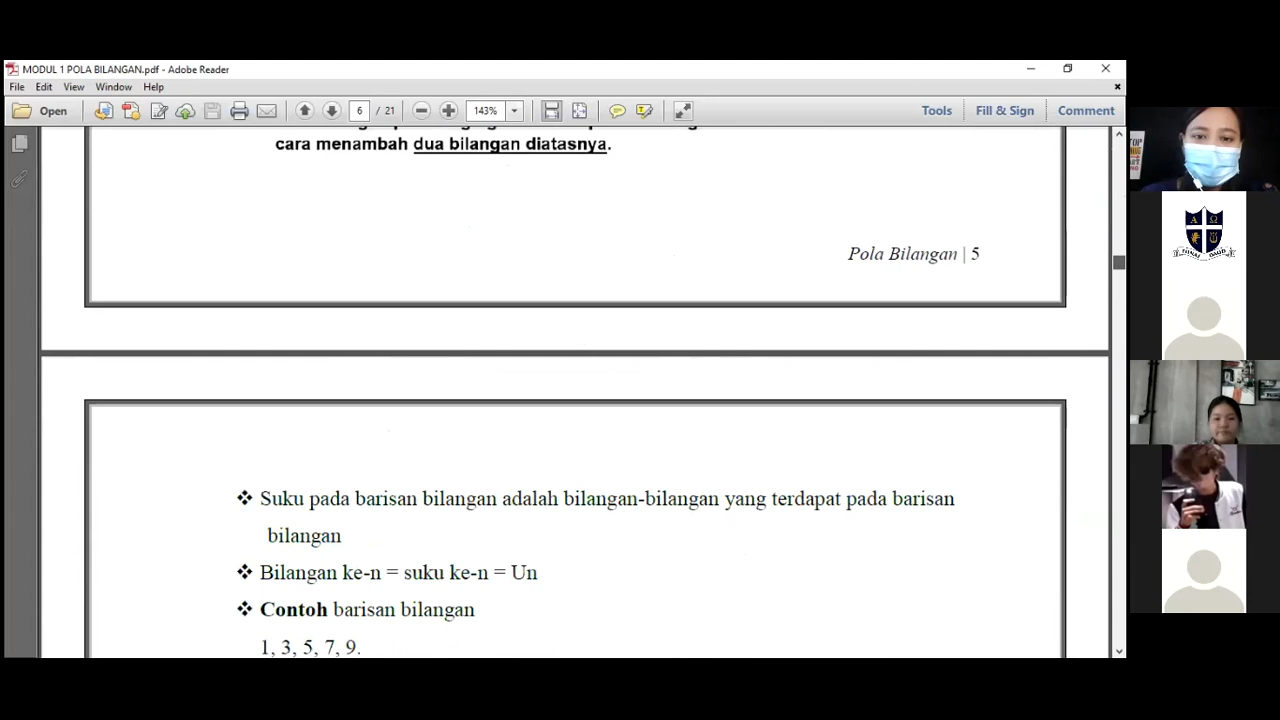 MODUL 1 POLA BILANGAN.pdf - Adobe Reader
File Edit View Window Help
Open 6 / 21 143% Tools Fill & Sign Comment
cara menambah dua bilangan diatasnya.
Pola Bilangan | 5
❖ Suku pada barisan bilangan adalah bilangan-bilangan yang terdapat pada barisan
bilangan
❖ Bilangan ke-n = suku ke-n = Un
❖ Contoh barisan bilangan
1, 3, 5, 7, 9.
Α Ω